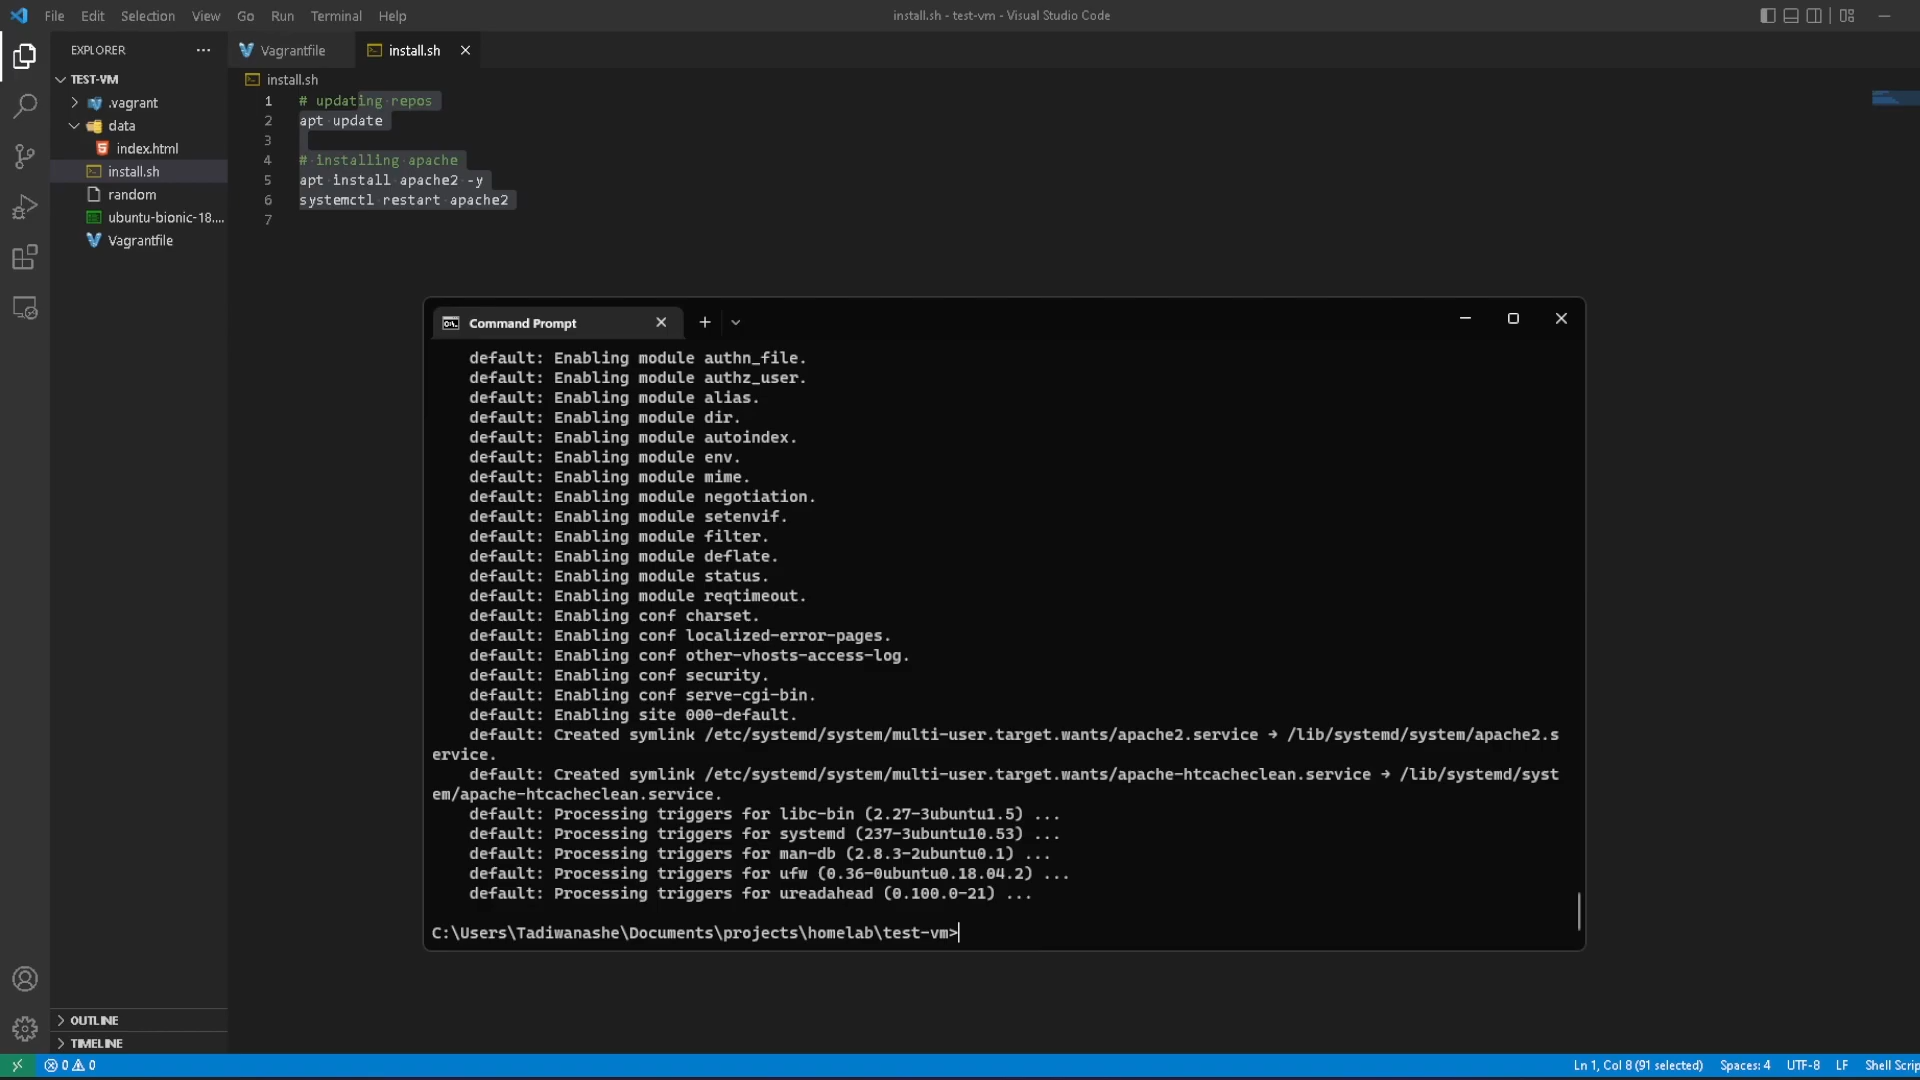 File Edit Selection View Go Run Terminal Help
install.sh - test-vm - Visual Studio Code
EXPLORER
Vagrantfile
install.sh
TEST-VM
.vagrant
data
index.html
install.sh
random
ubuntu-bionic-18....
Vagrantfile
OUTLINE
TIMELINE
install.sh
1 # updating repos
2 apt update
3
4 # installing apache
5 apt install apache2 -y
6 systemctl restart apache2
7
Command Prompt
default: Enabling module authn_file.
default: Enabling module authz_user.
default: Enabling module alias.
default: Enabling module dir.
default: Enabling module autoindex.
default: Enabling module env.
default: Enabling module mime.
default: Enabling module negotiation.
default: Enabling module setenvif.
default: Enabling module filter.
default: Enabling module deflate.
default: Enabling module status.
default: Enabling module reqtimeout.
default: Enabling conf charset.
default: Enabling conf localized-error-pages.
default: Enabling conf other-vhosts-access-log.
default: Enabling conf security.
default: Enabling conf serve-cgi-bin.
default: Enabling site 000-default.
default: Created symlink /etc/systemd/system/multi-user.target.wants/apache2.service → /lib/systemd/system/apache2.s
ervice.
default: Created symlink /etc/systemd/system/multi-user.target.wants/apache-htcacheclean.service → /lib/systemd/syst
em/apache-htcacheclean.service.
default: Processing triggers for libc-bin (2.27-3ubuntu1.5) ...
default: Processing triggers for systemd (237-3ubuntu10.53) ...
default: Processing triggers for man-db (2.8.3-2ubuntu0.1) ...
default: Processing triggers for ufw (0.36-0ubuntu0.18.04.2) ...
default: Processing triggers for ureadahead (0.100.0-21) ...
C:\Users\Tadiwanashe\Documents\projects\homelab\test-vm>
0 0
Ln 1, Col 8 (91 selected) Spaces: 4 UTF-8 LF Shell Scrip